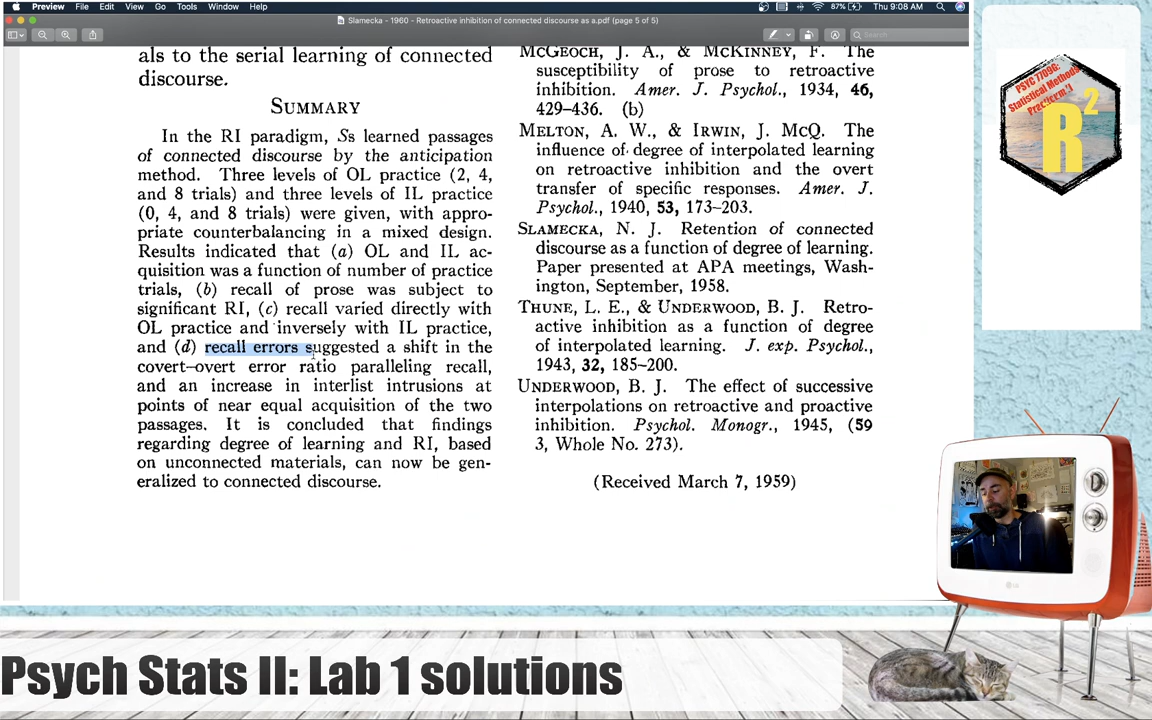 Preview File Edit View Go Tools Window Help
87% Thu 9:08 AM
Slamecka - 1960 - Retroactive inhibition of connected discourse as a.pdf (page 5 of 5)
Search
als to the serial learning of connected
discourse.
SUMMARY
In the RI paradigm, Ss learned passages
of connected discourse by the anticipation
method. Three levels of OL practice (2, 4,
and 8 trials) and three levels of IL practice
(0, 4, and 8 trials) were given, with appro-
priate counterbalancing in a mixed design.
Results indicated that (a) OL and IL ac-
quisition was a function of number of practice
trials, (b) recall of prose was subject to
significant RI, (c) recall varied directly with
OL practice and inversely with IL practice,
and (d) recall errors suggested a shift in the
covert–overt error ratio paralleling recall,
and an increase in interlist intrusions at
points of near equal acquisition of the two
passages. It is concluded that findings
regarding degree of learning and RI, based
on unconnected materials, can now be gen-
eralized to connected discourse.
MCGEOCH, J. A., & MCKINNEY, F. The
susceptibility of prose to retroactive
inhibition. Amer. J. Psychol., 1934, 46,
429–436. (b)
MELTON, A. W., & IRWIN, J. MCQ. The
influence of degree of interpolated learning
on retroactive inhibition and the overt
transfer of specific responses. Amer. J.
Psychol., 1940, 53, 173–203.
SLAMECKA, N. J. Retention of connected
discourse as a function of degree of learning.
Paper presented at APA meetings, Wash-
ington, September, 1958.
THUNE, L. E., & UNDERWOOD, B. J. Retro-
active inhibition as a function of degree
of interpolated learning. J. exp. Psychol.,
1943, 32, 185–200.
UNDERWOOD, B. J. The effect of successive
interpolations on retroactive and proactive
inhibition. Psychol. Monogr., 1945, (59
3, Whole No. 273).
(Received March 7, 1959)
PSYC 7709G:
Statistical Methods
Practicum I
R2
LG
Psych Stats II: Lab 1 solutions